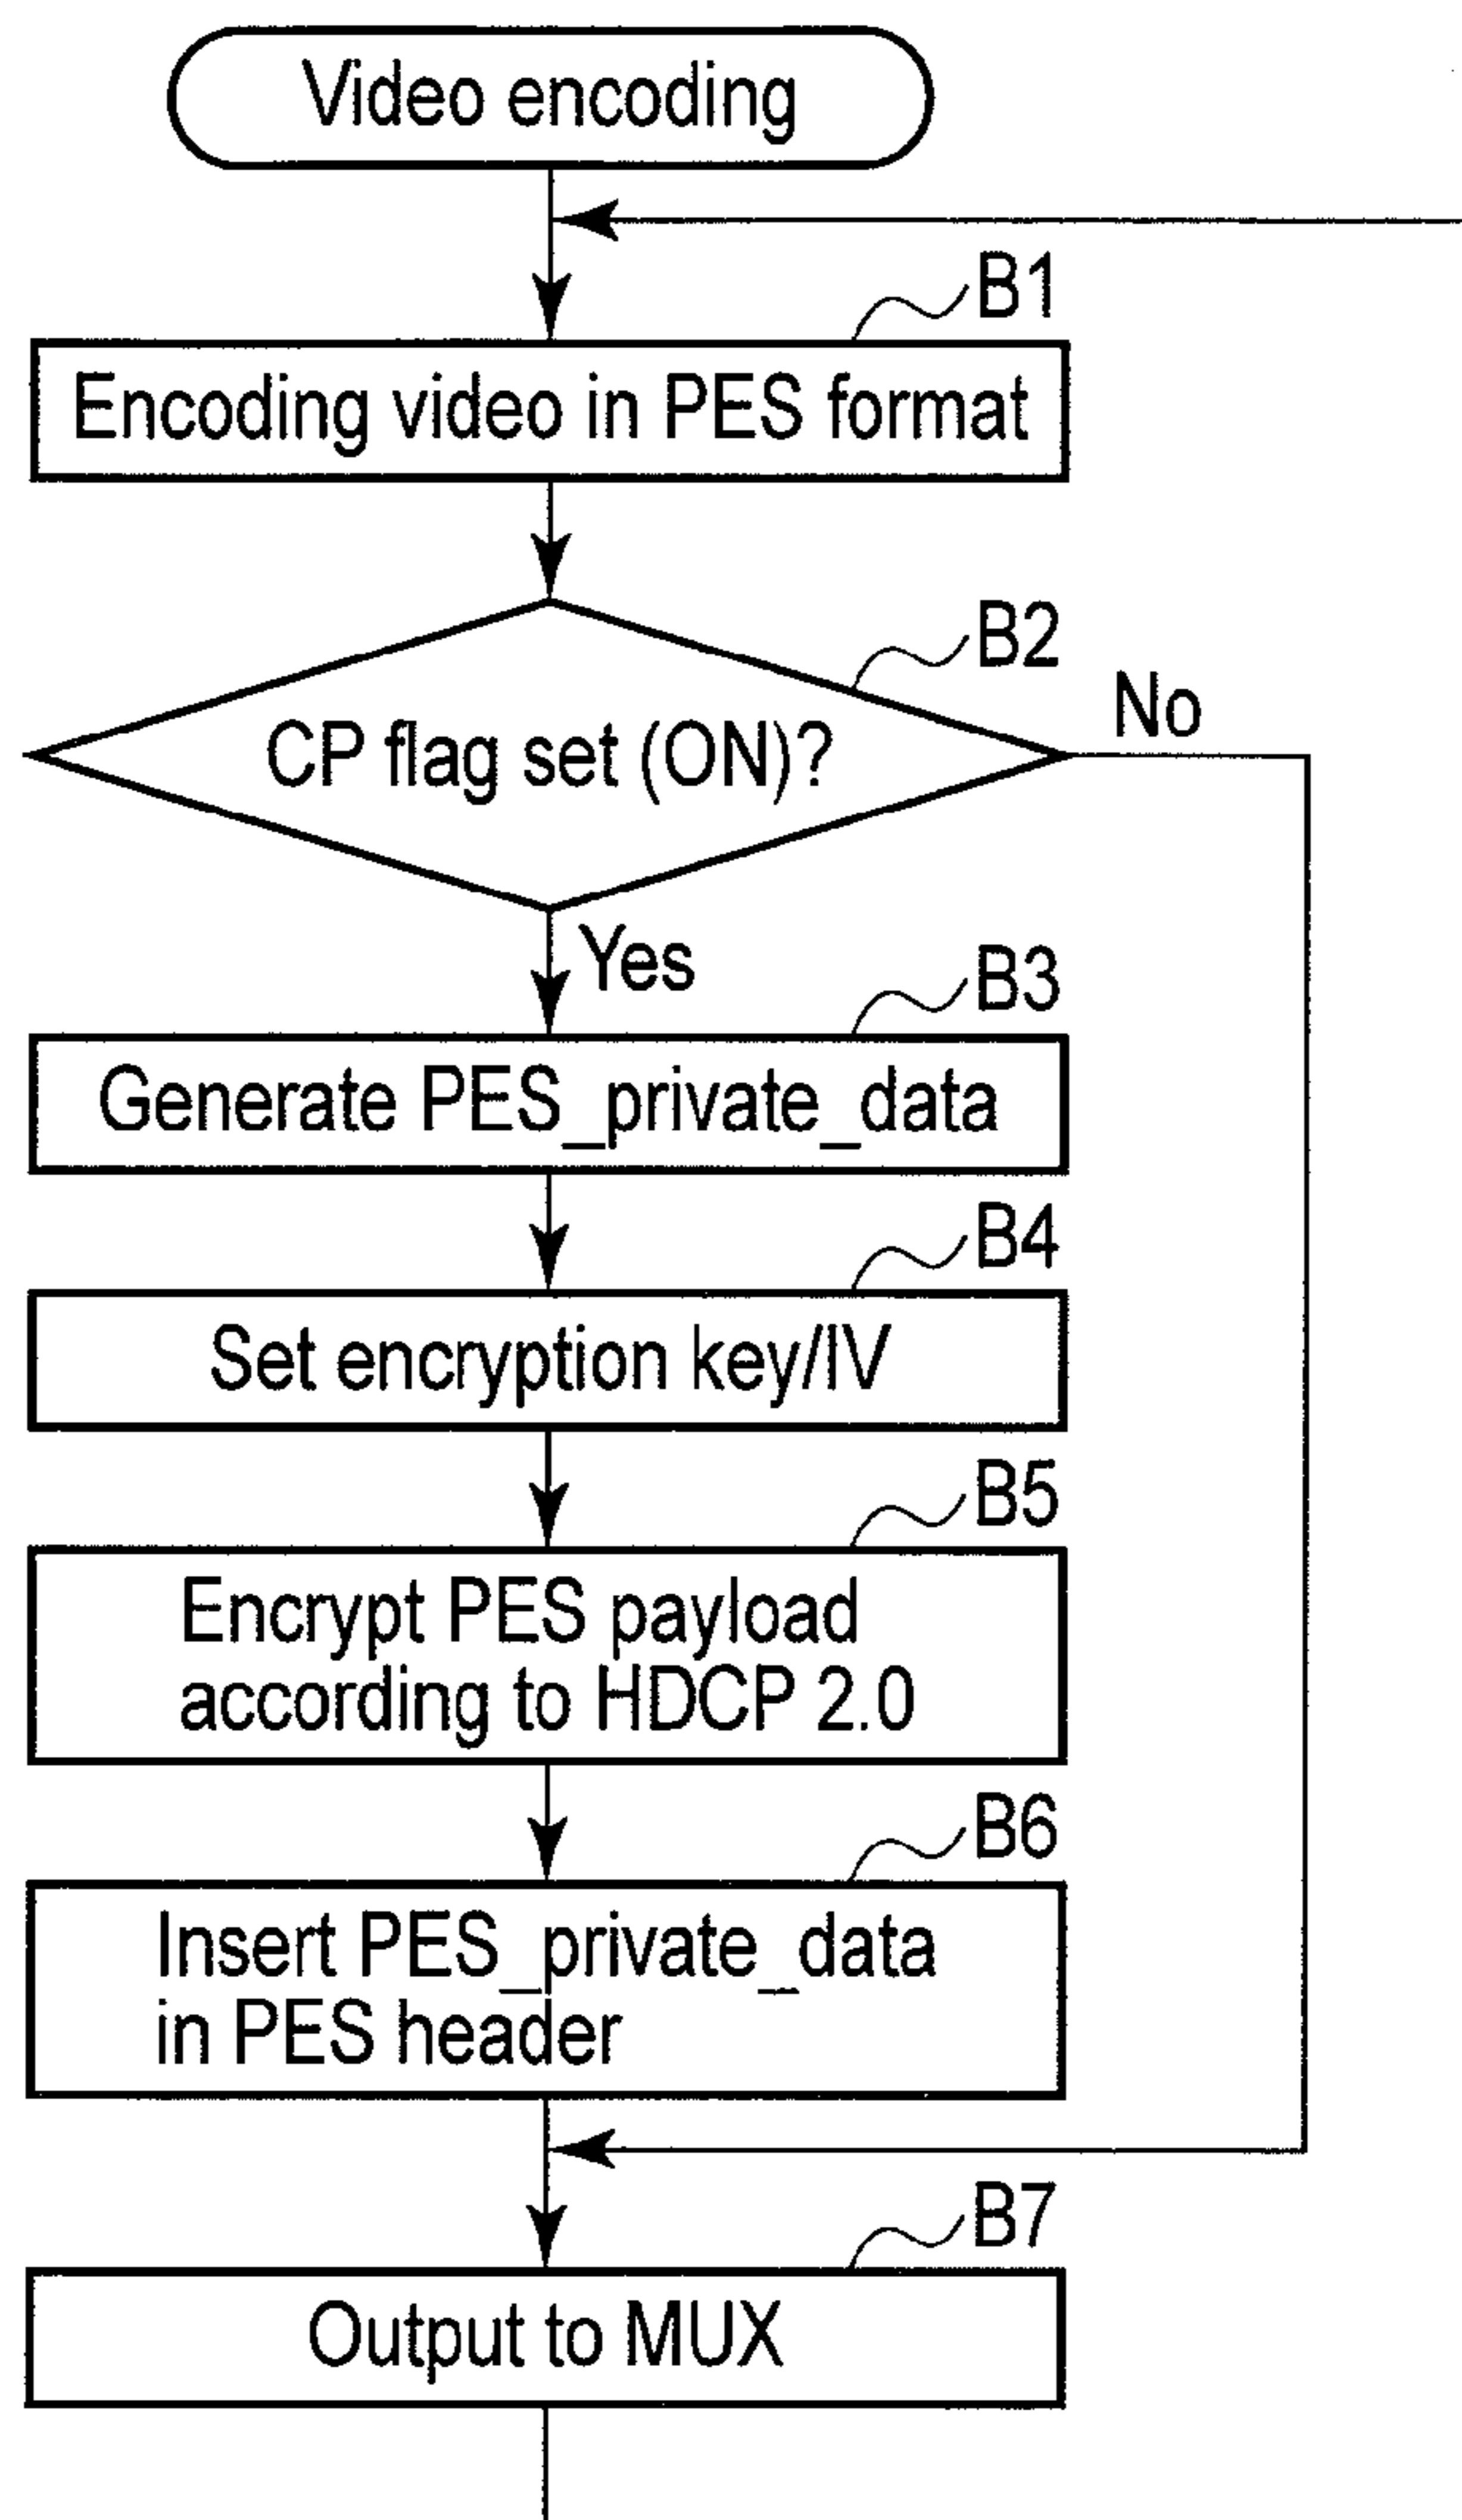 Video encoding
B1
Encoding video in PES format
B2
No
CP flag set (ON)?
Yes
B3
Generate PES_private_data
B4
Set encryption key/IV
B5
Encrypt PES payload
according to HDCP 2.0
B6
Insert PES_private_data
in PES header
B7
Output to MUX